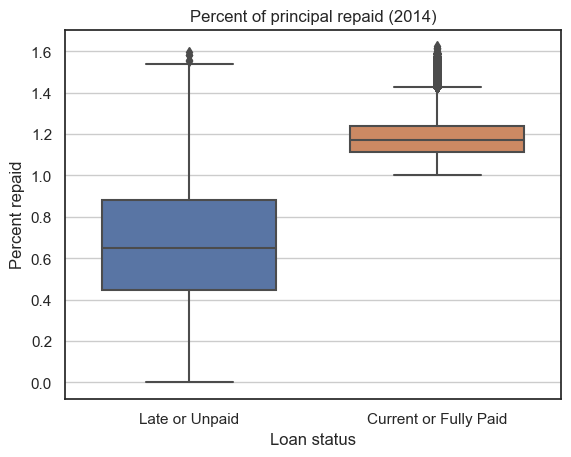 Percent of principal repaid (2014)
Percent repaid
1.6
1.4
1.2
1.0
0.8
0.6
0.4
0.2
0.0
Late or Unpaid
Current or Fully Paid
Loan status